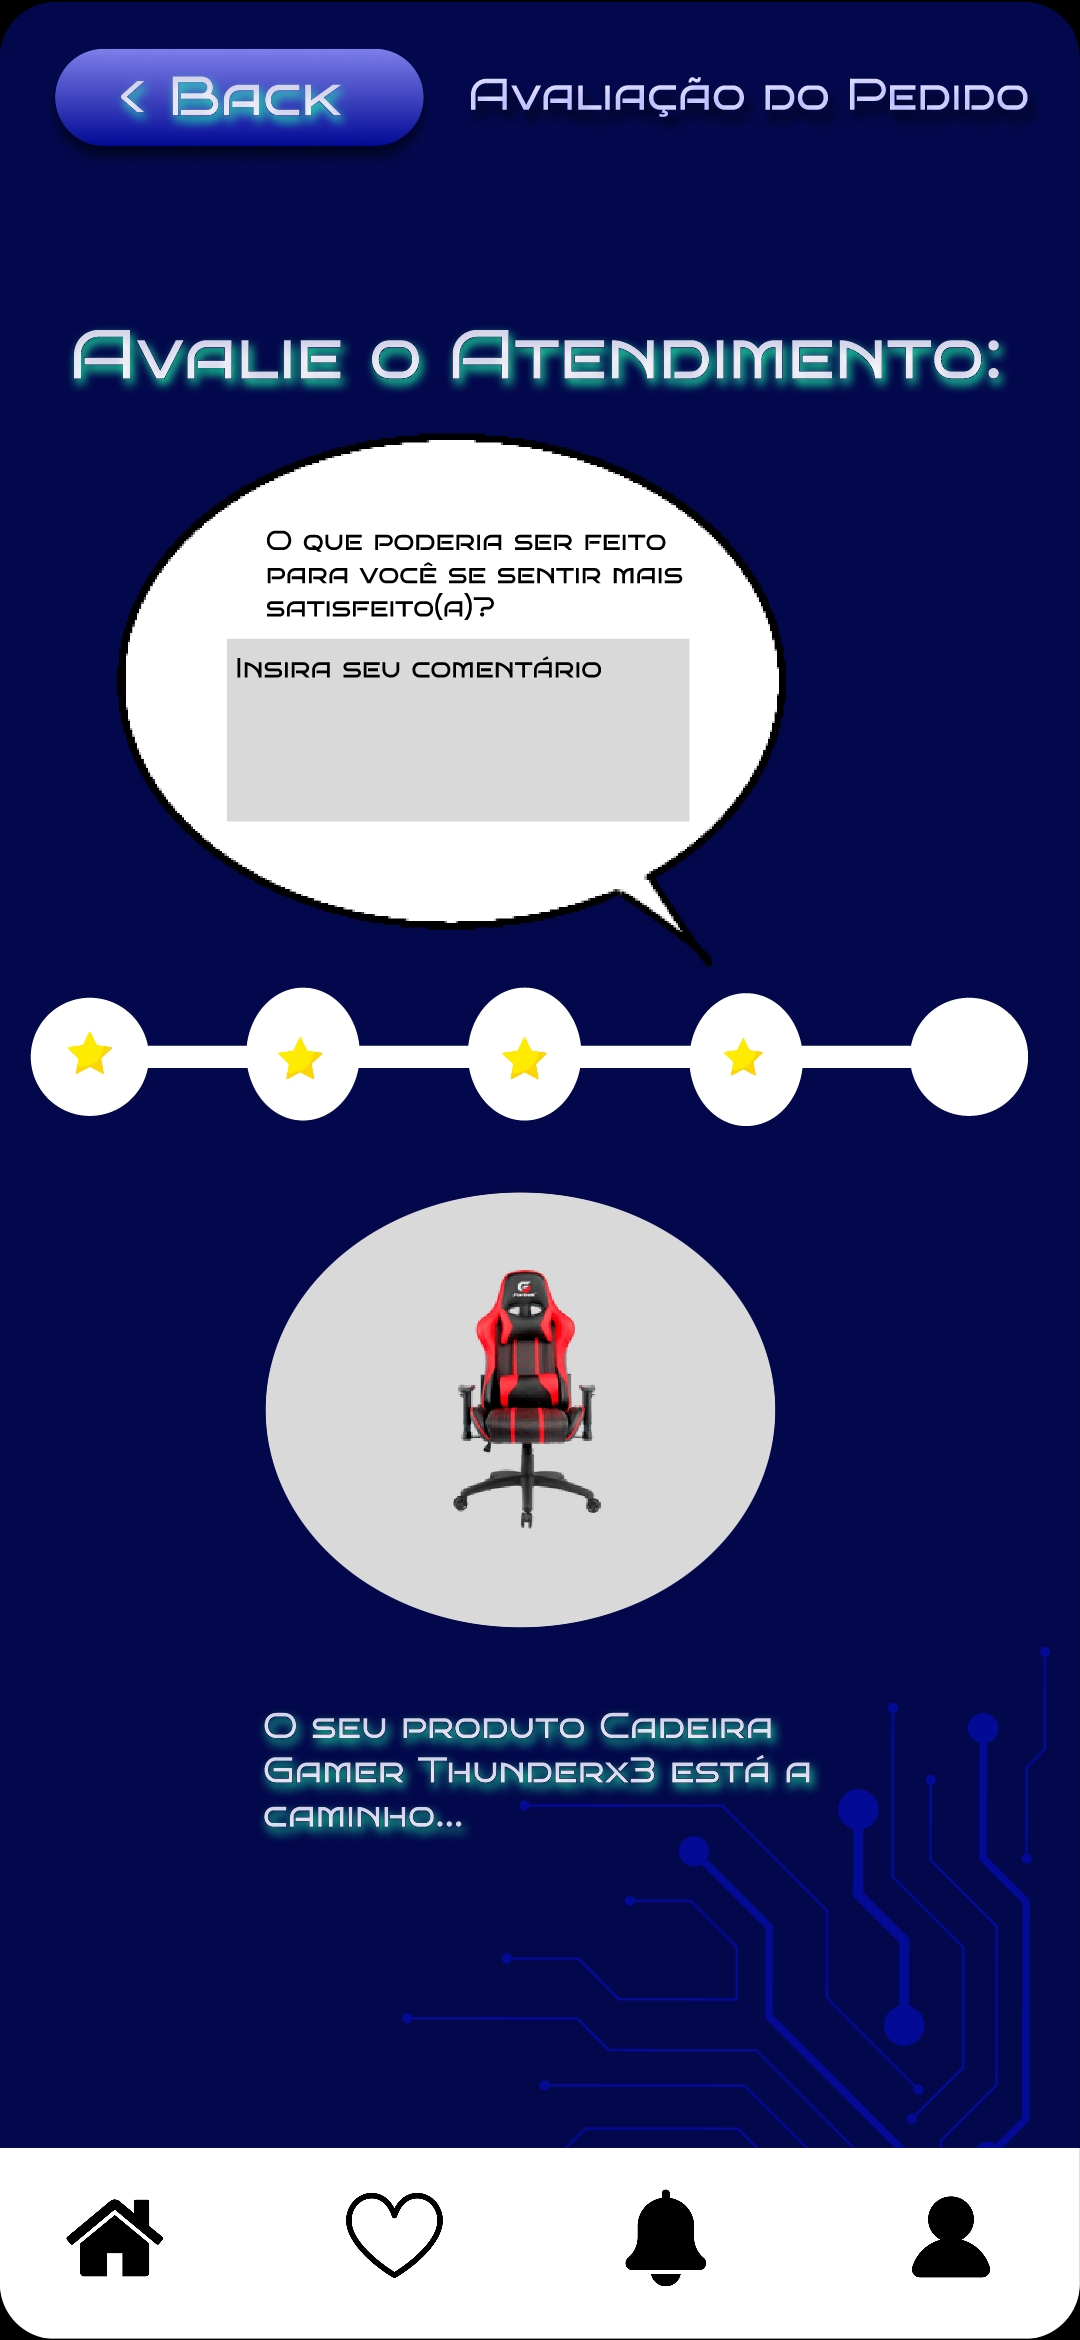 < Back
Avaliação do Pedido
Avalie o Atendimento:
O que poderia ser feito
para você se sentir mais
satisfeito(a)?
Insira seu comentário
O seu produto Cadeira
Gamer Thunderx3 está a
caminho...